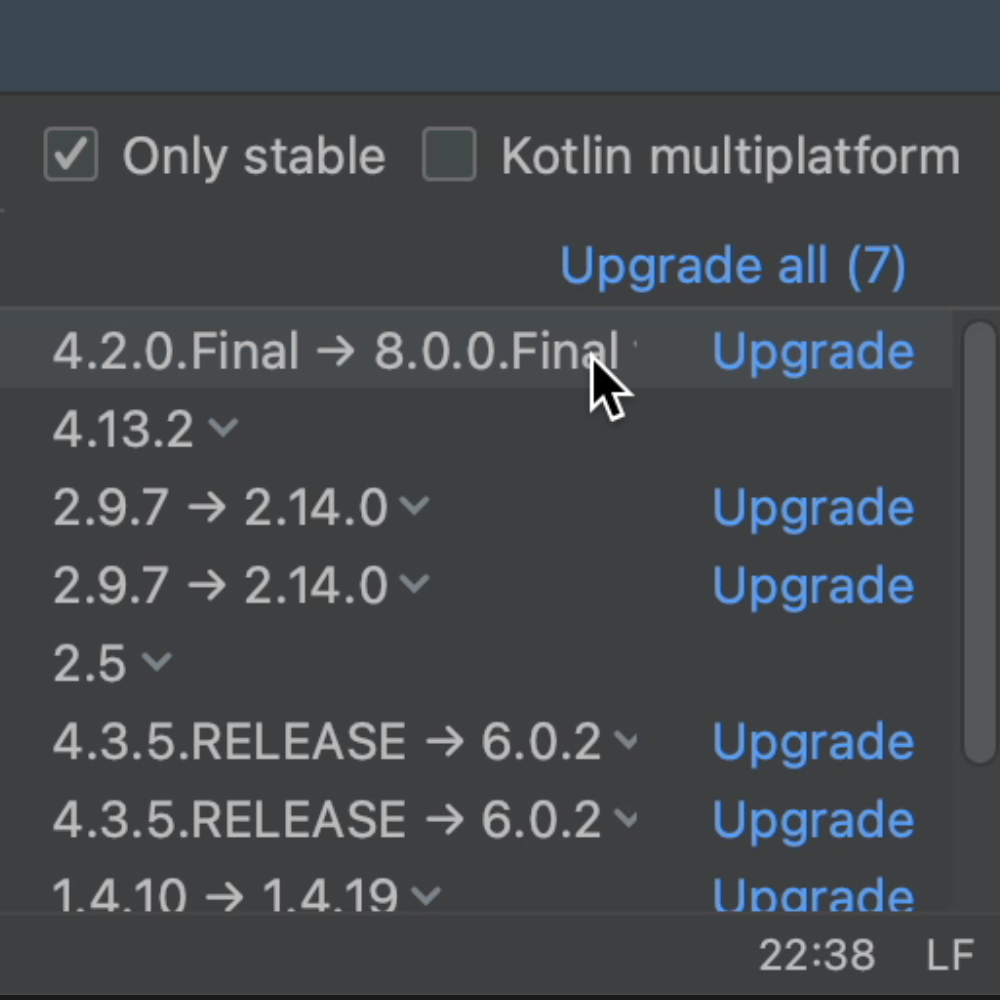 Only stable Kotlin multiplatform
Upgrade all (7)
4.2.0.Final → 8.0.0.Final Upgrade
4.13.2
2.9.7 → 2.14.0 Upgrade
2.9.7 → 2.14.0 Upgrade
2.5
4.3.5.RELEASE → 6.0.2 Upgrade
4.3.5.RELEASE → 6.0.2 Upgrade
1.4.10 → 1.4.19 Upgrade
22:38 LF